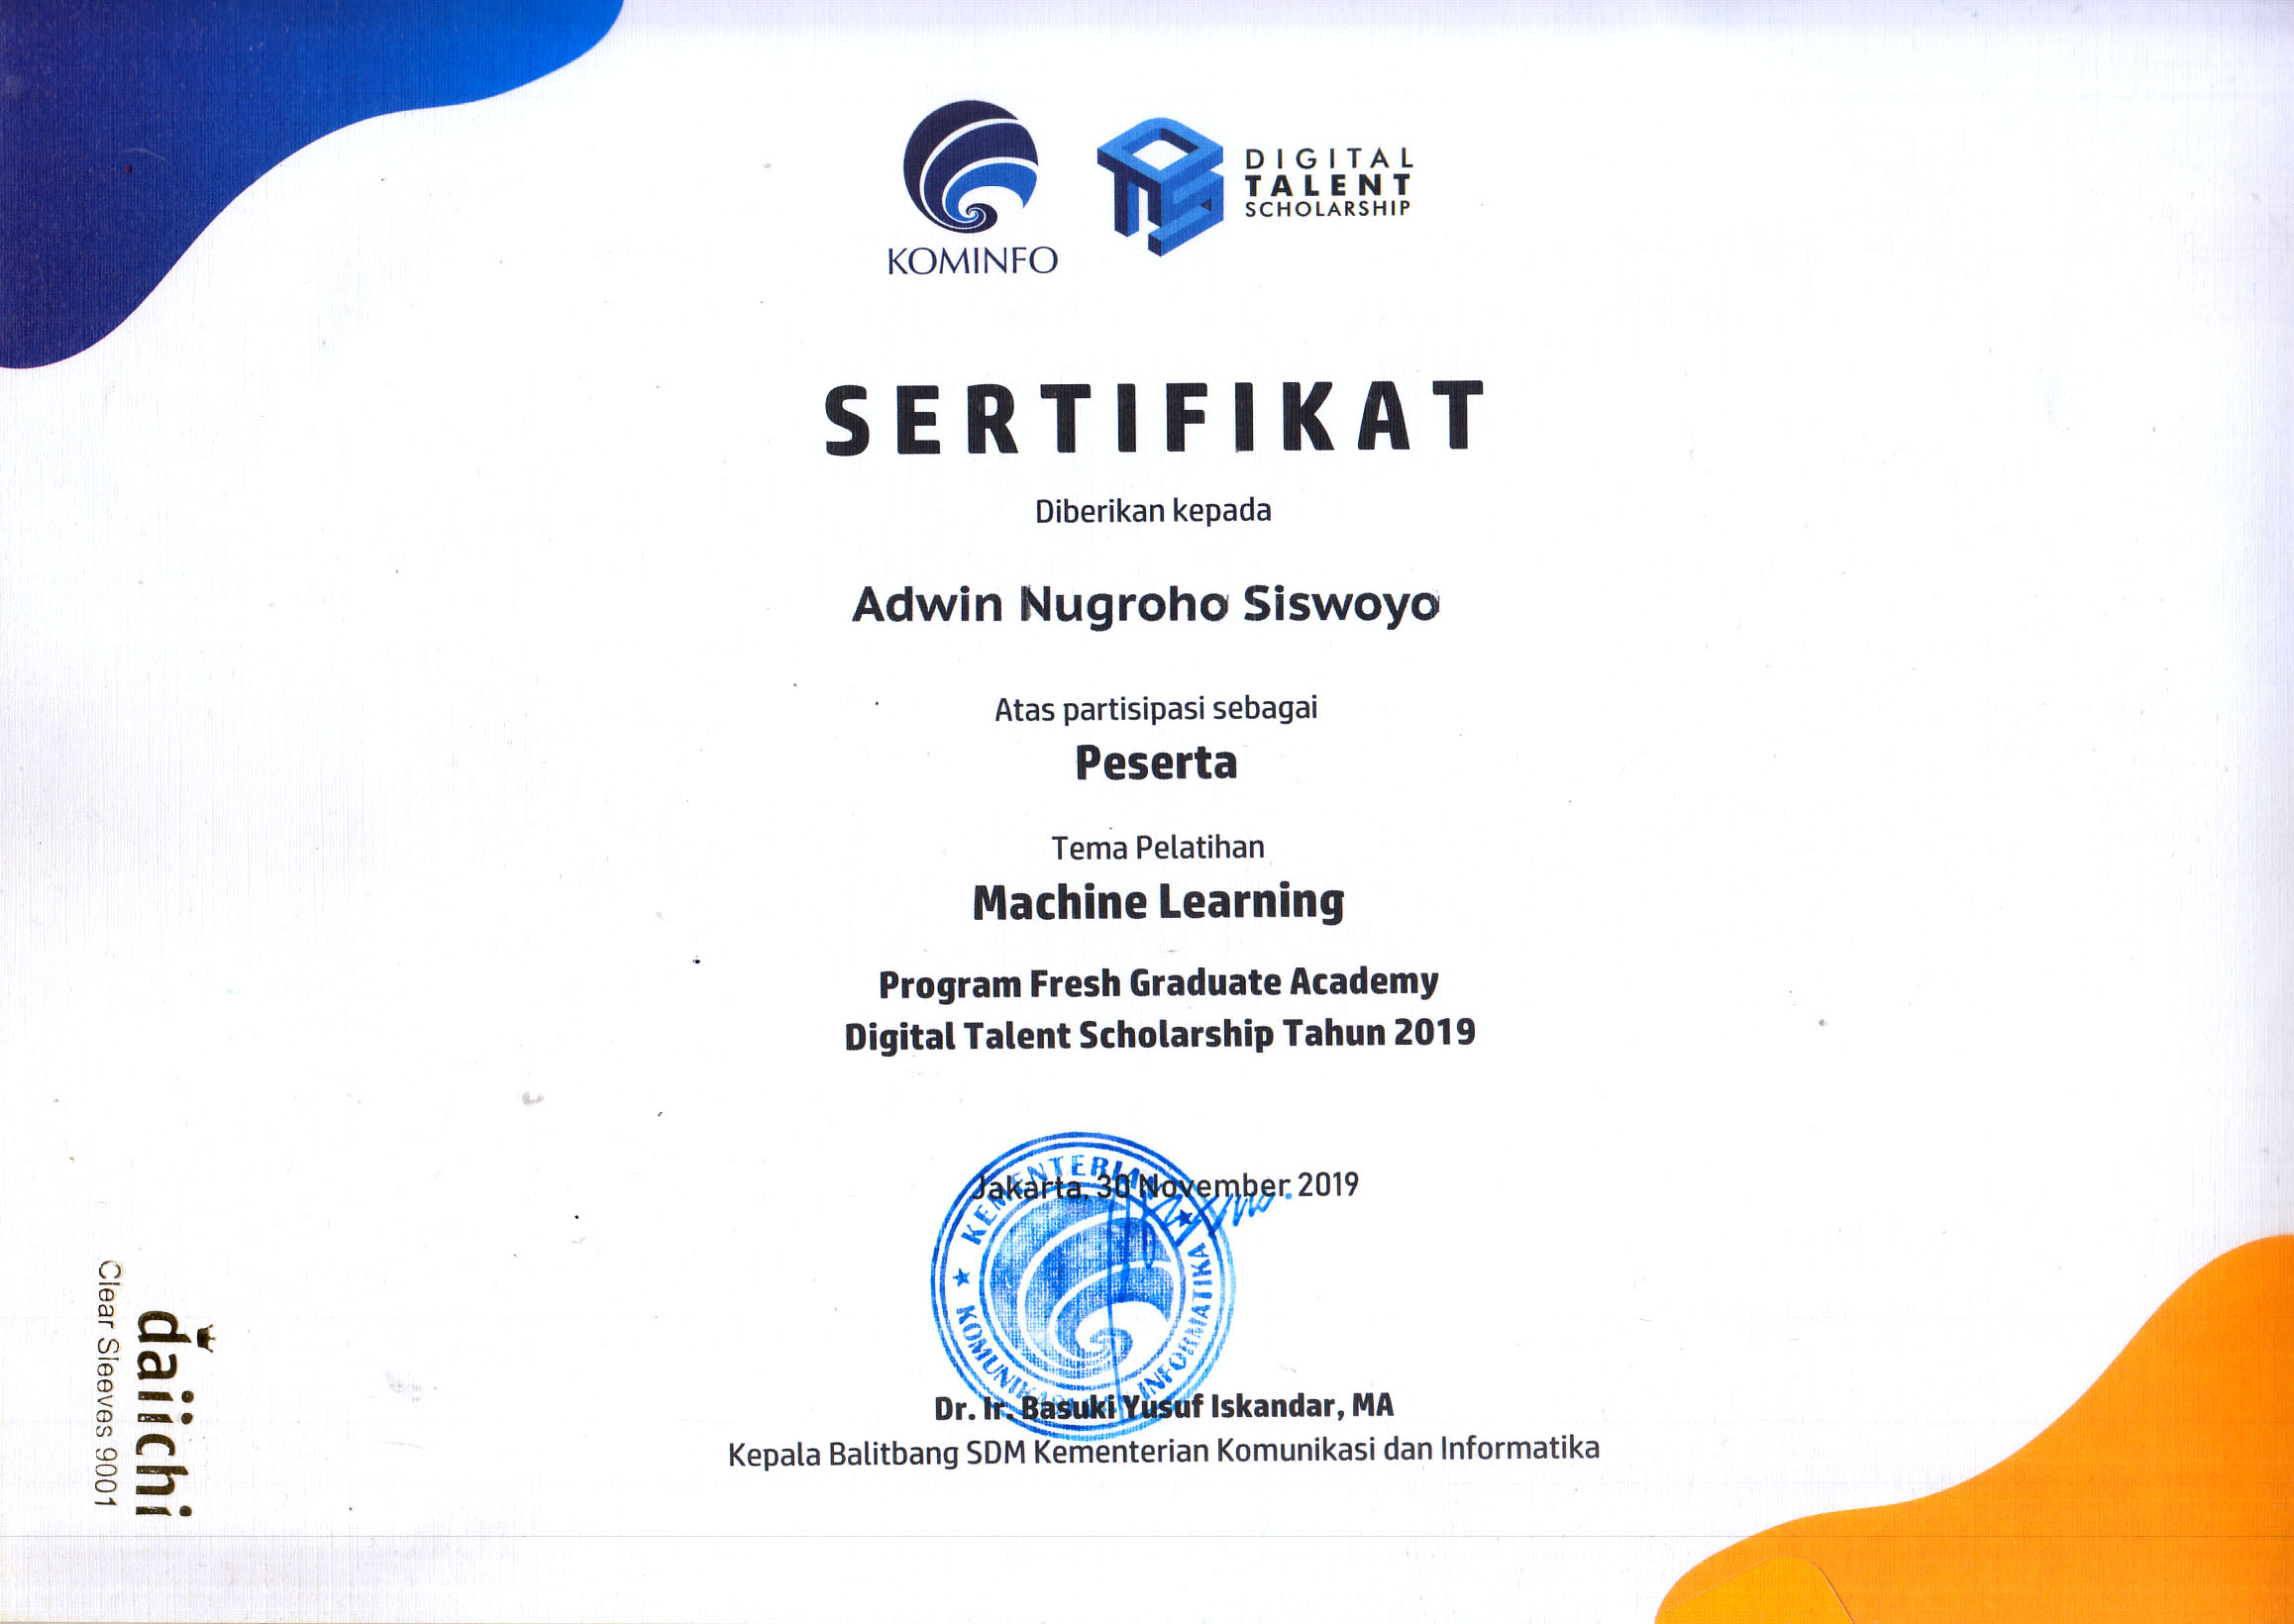 KOMINFO
DIGITAL
TALENT
SCHOLARSHIP
SERTIFIKAT
Diberikan kepada
Adwin Nugroho Siswoyo
Atas partisipasi sebagai
Peserta
Tema Pelatihan
Machine Learning
Program Fresh Graduate Academy
Digital Talent Scholarship Tahun 2019
Jakarta, 30 November 2019
KEMENTERIAN
KOMUNIKASI INFORMATIKA
Dr. Ir. Basuki Yusuf Iskandar, MA
Kepala Balitbang SDM Kementerian Komunikasi dan Informatika
daiichi
Clear Sleeves 9001